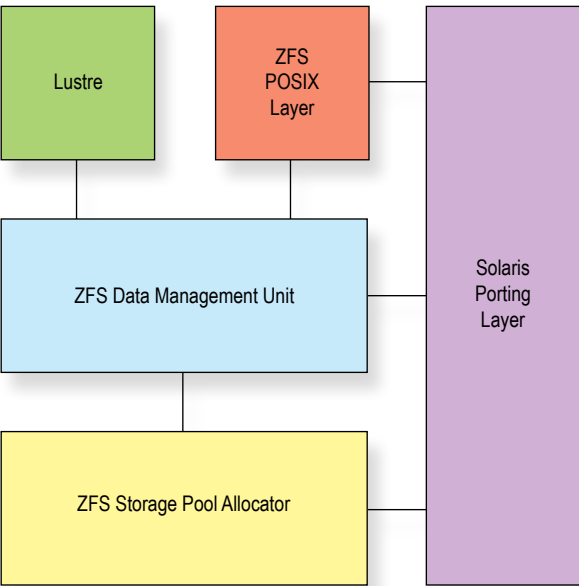 Lustre
ZFS
POSIX
Layer
ZFS Data Management Unit
Solaris
Porting
Layer
ZFS Storage Pool Allocator